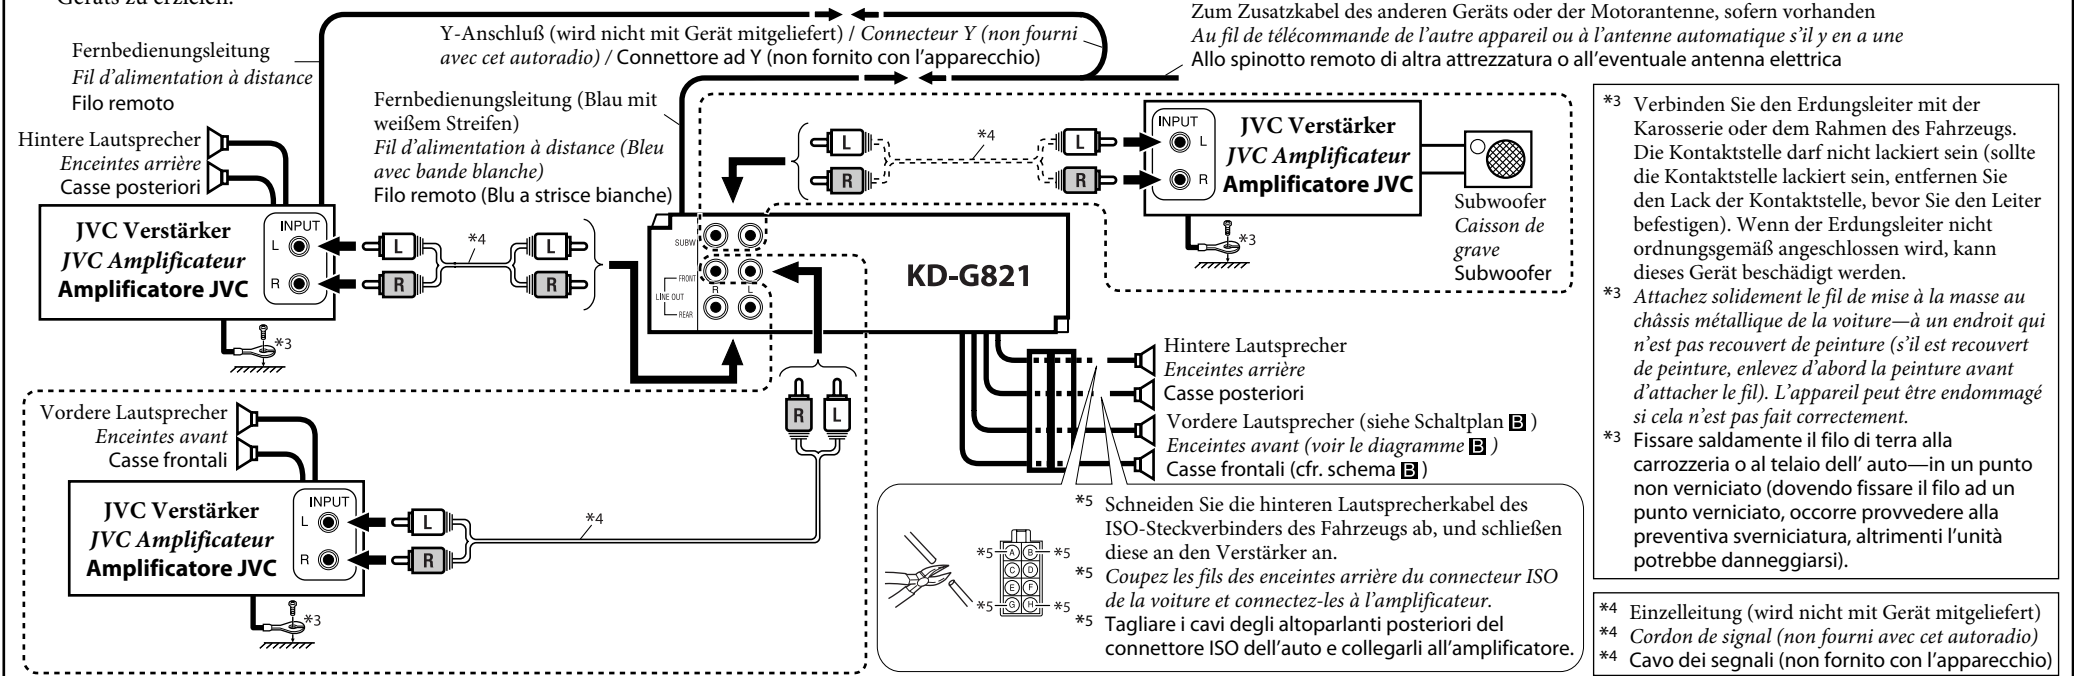 Geräts zu erzielen.
Fernbedienungsleitung
Fil d'alimentation à distance
Filo remoto
Y-Anschluß (wird nicht mit Gerät mitgeliefert) / Connecteur Y (non fourni
avec cet autoradio) / Connettore ad Y (non fornito con l'apparecchio)
Zum Zusatzkabel des anderen Geräts oder der Motorantenne, sofern vorhanden
Au fil de télécommande de l'autre appareil ou à l'antenne automatique s'il y en a une
Allo spinotto remoto di altra attrezzatura o all'eventuale antenna elettrica
Fernbedienungsleitung (Blau mit
weißem Streifen)
Fil d'alimentation à distance (Bleu
avec bande blanche)
Filo remoto (Blu a strisce bianche)
Hintere Lautsprecher
Enceintes arrière
Casse posteriori
JVC Verstärker
JVC Amplificateur
Amplificatore JVC
INPUT
L
R
L
R
*4
L
R
*3
L
R
*4
L
R
INPUT
L
R
JVC Verstärker
JVC Amplificateur
Amplificatore JVC
*3
Subwoofer
Caisson de
grave
Subwoofer
SUBW
FRONT
R
L
LINE OUT
REAR
KD-G821
Vordere Lautsprecher
Enceintes avant
Casse frontali
JVC Verstärker
JVC Amplificateur
Amplificatore JVC
INPUT
L
R
L
R
*4
R
L
*3
Hintere Lautsprecher
Enceintes arrière
Casse posteriori
Vordere Lautsprecher (siehe Schaltplan B )
Enceintes avant (voir le diagramme B )
Casse frontali (cfr. schema B )
*5
A
B
*5
C
D
E
F
*5
G
H
*5
*5 Schneiden Sie die hinteren Lautsprecherkabel des
ISO-Steckverbinders des Fahrzeugs ab, und schließen
diese an den Verstärker an.
*5 Coupez les fils des enceintes arrière du connecteur ISO
de la voiture et connectez-les à l'amplificateur.
*5 Tagliare i cavi degli altoparlanti posteriori del
connettore ISO dell'auto e collegarli all'amplificatore.
*3 Verbinden Sie den Erdungsleiter mit der
Karosserie oder dem Rahmen des Fahrzeugs.
Die Kontaktstelle darf nicht lackiert sein (sollte
die Kontaktstelle lackiert sein, entfernen Sie
den Lack der Kontaktstelle, bevor Sie den Leiter
befestigen). Wenn der Erdungsleiter nicht
ordnungsgemäß angeschlossen wird, kann
dieses Gerät beschädigt werden.
*3 Attachez solidement le fil de mise à la masse au
châssis métallique de la voiture—à un endroit qui
n'est pas recouvert de peinture (s'il est recouvert
de peinture, enlevez d'abord la peinture avant
d'attacher le fil). L'appareil peut être endommagé
si cela n'est pas fait correctement.
*3 Fissare saldamente il filo di terra alla
carrozzeria o al telaio dell' auto—in un punto
non verniciato (dovendo fissare il filo ad un
punto verniciato, occorre provvedere alla
preventiva sverniciatura, altrimenti l'unità
potrebbe danneggiarsi).
*4 Einzelleitung (wird nicht mit Gerät mitgeliefert)
*4 Cordon de signal (non fourni avec cet autoradio)
*4 Cavo dei segnali (non fornito con l'apparecchio)